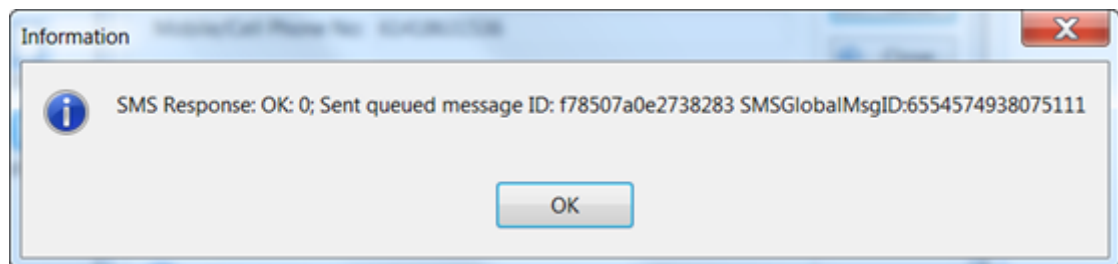 Information
SMS Response: OK: 0; Sent queued message ID: f78507a0e2738283 SMSGlobalMsgID:6554574938075111
OK